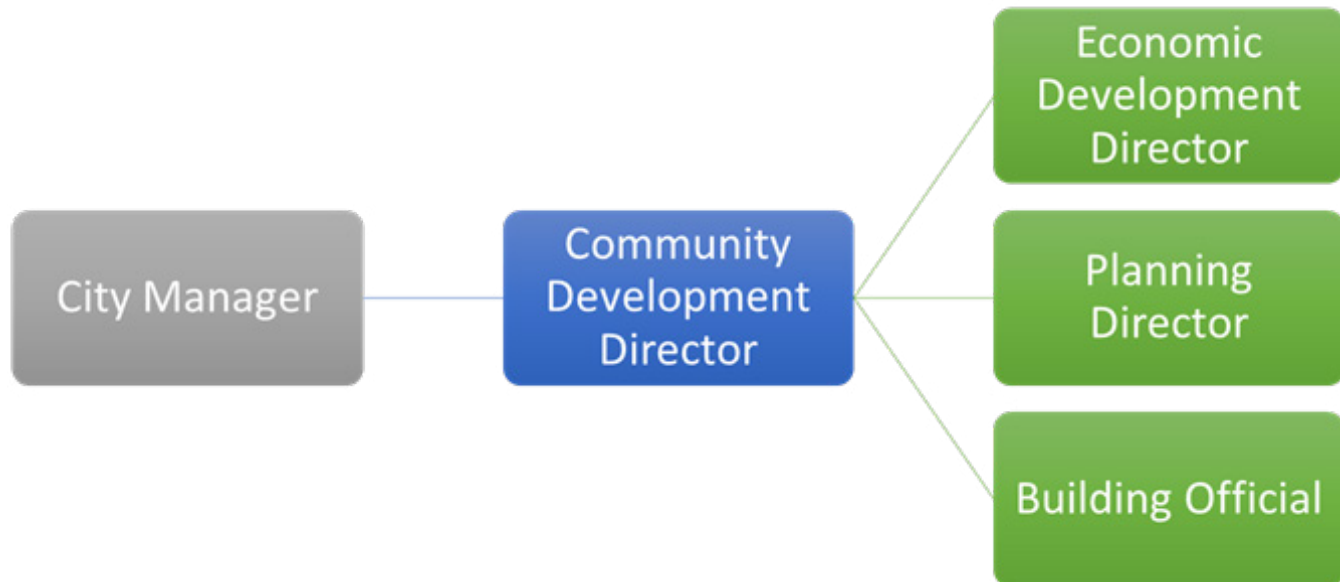 City Manager
Community
Development
Director
Economic
Development
Director
Planning
Director
Building Official